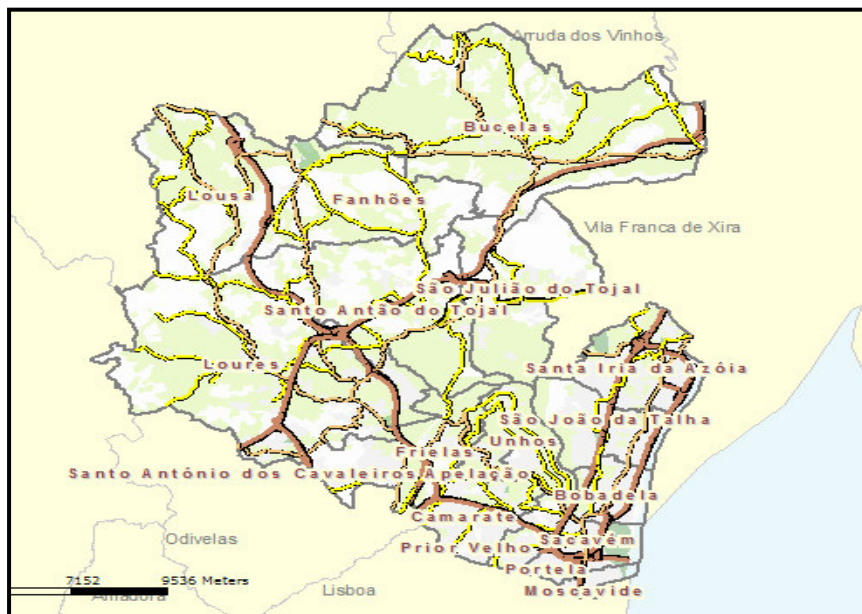 Arruda dos Vinhos
Bucelas
Lousa
Fanhões
Vila Franca de Xira
São Julião do Tojal
Santo Antão do Tojal
Loures
Santa Iria da Azóia
São João da Talha
Unhos
Frielas
Santo António dos Cavaleiros Apelação
Bobadela
Camarate
Sacavém
Odivelas
Prior Velho
Portela
7152 9536 Meters
Amadora
Lisboa
Moscavide